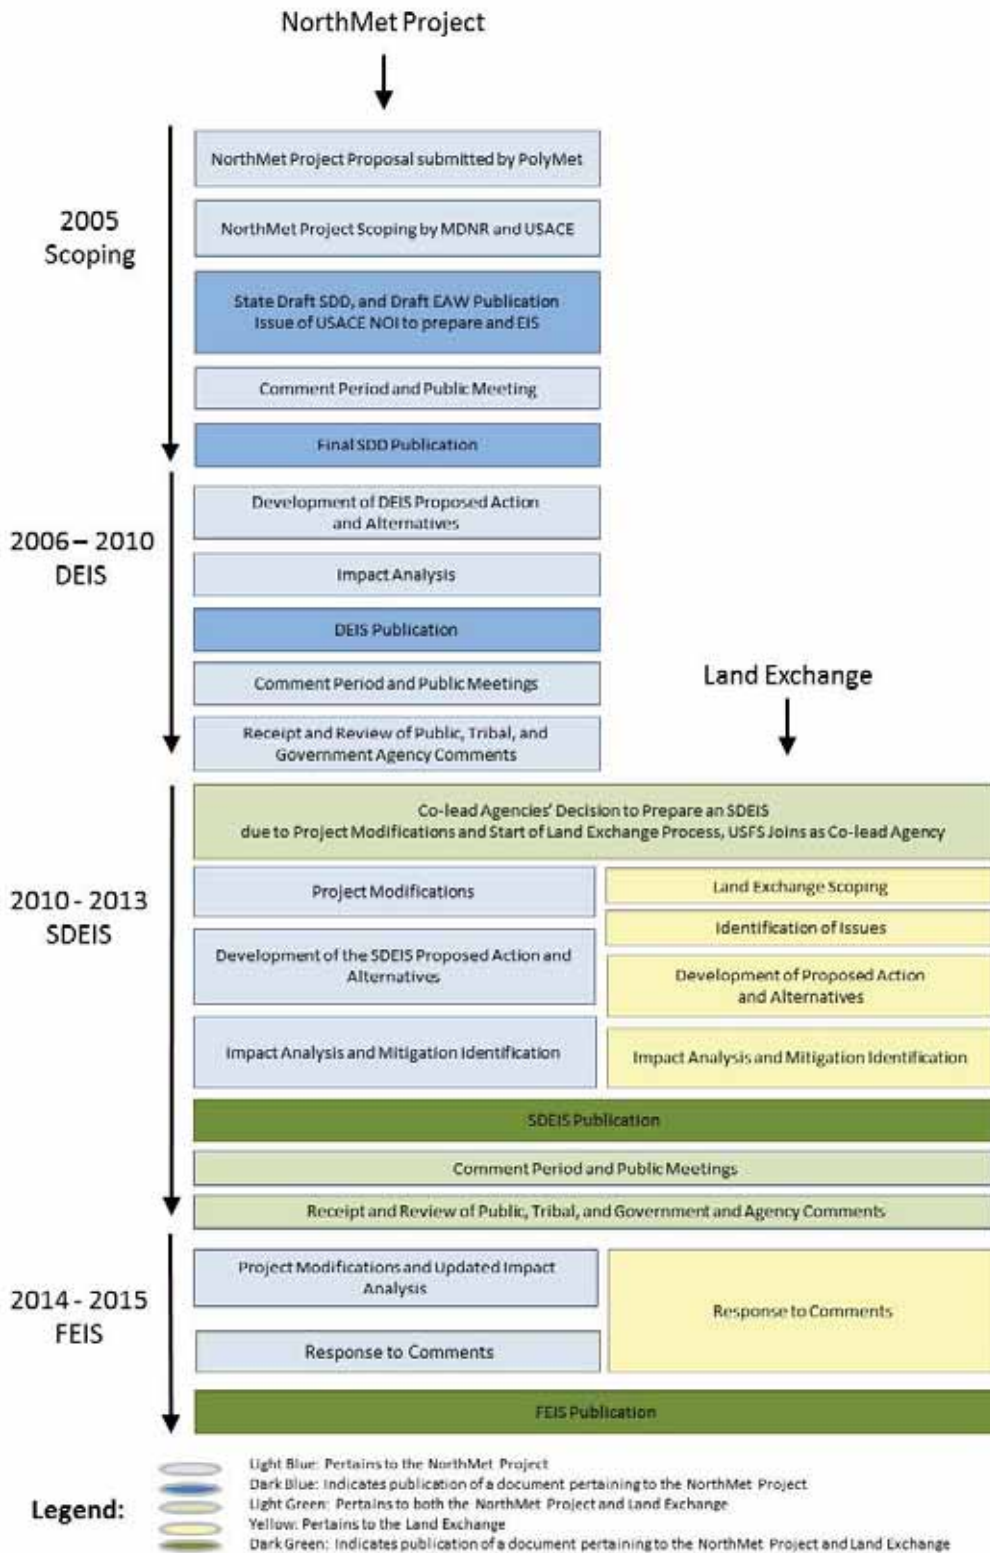 NorthMet Project
2005
Scoping
NorthMet Project Proposal submitted by PolyMet
NorthMet Project Scoping by MDNR and USACE
State Draft SDD, and Draft EAW Publication
Issue of USACE NOI to prepare and EIS
Comment Period and Public Meeting
Final SDD Publication
2006 – 2010
DEIS
Development of DEIS Proposed Action
and Alternatives
Impact Analysis
DEIS Publication
Comment Period and Public Meetings
Receipt and Review of Public, Tribal, and
Government Agency Comments
Land Exchange
2010 - 2013
SDEIS
Co-lead Agencies' Decision to Prepare an SDEIS
due to Project Modifications and Start of Land Exchange Process, USFS Joins as Co-lead Agency
Project Modifications
Development of the SDEIS Proposed Action and
Alternatives
Impact Analysis and Mitigation Identification
Land Exchange Scoping
Identification of Issues
Development of Proposed Action
and Alternatives
Impact Analysis and Mitigation Identification
SDEIS Publication
Comment Period and Public Meetings
Receipt and Review of Public, Tribal, and Government and Agency Comments
2014 - 2015
FEIS
Project Modifications and Updated Impact
Analysis
Response to Comments
Response to Comments
FEIS Publication
Legend:
Light Blue: Pertains to the NorthMet Project
Dark Blue: Indicates publication of a document pertaining to the NorthMet Project
Light Green: Pertains to both the NorthMet Project and Land Exchange
Yellow: Pertains to the Land Exchange
Dark Green: Indicates publication of a document pertaining to the NorthMet Project and Land Exchange